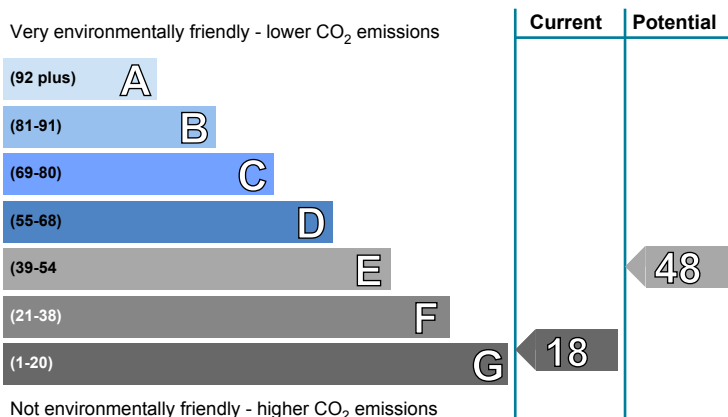 Current Potential
Very environmentally friendly - lower CO2 emissions
(92 plus) A
(81-91) B
(69-80) C
(55-68) D
(39-54 E
48
(21-38) F
(1-20) G
18
Not environmentally friendly - higher CO2 emissions